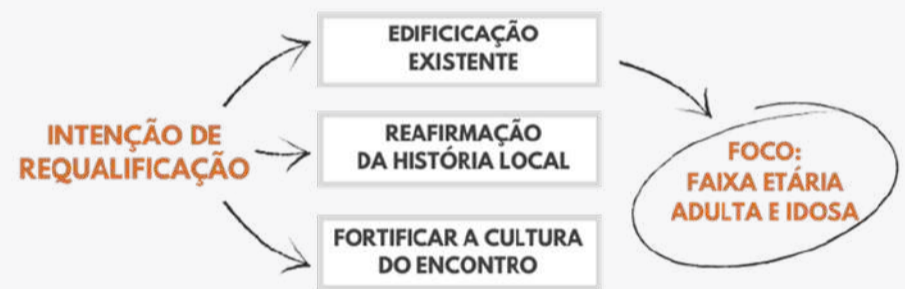 INTENÇÃO DE
REQUALIFICAÇÃO
EDIFICICAÇÃO
EXISTENTE
REAFIRMAÇÃO
DA HISTÓRIA LOCAL
FORTIFICAR A CULTURA
DO ENCONTRO
FOCO:
FAIXA ETÁRIA
ADULTA E IDOSA